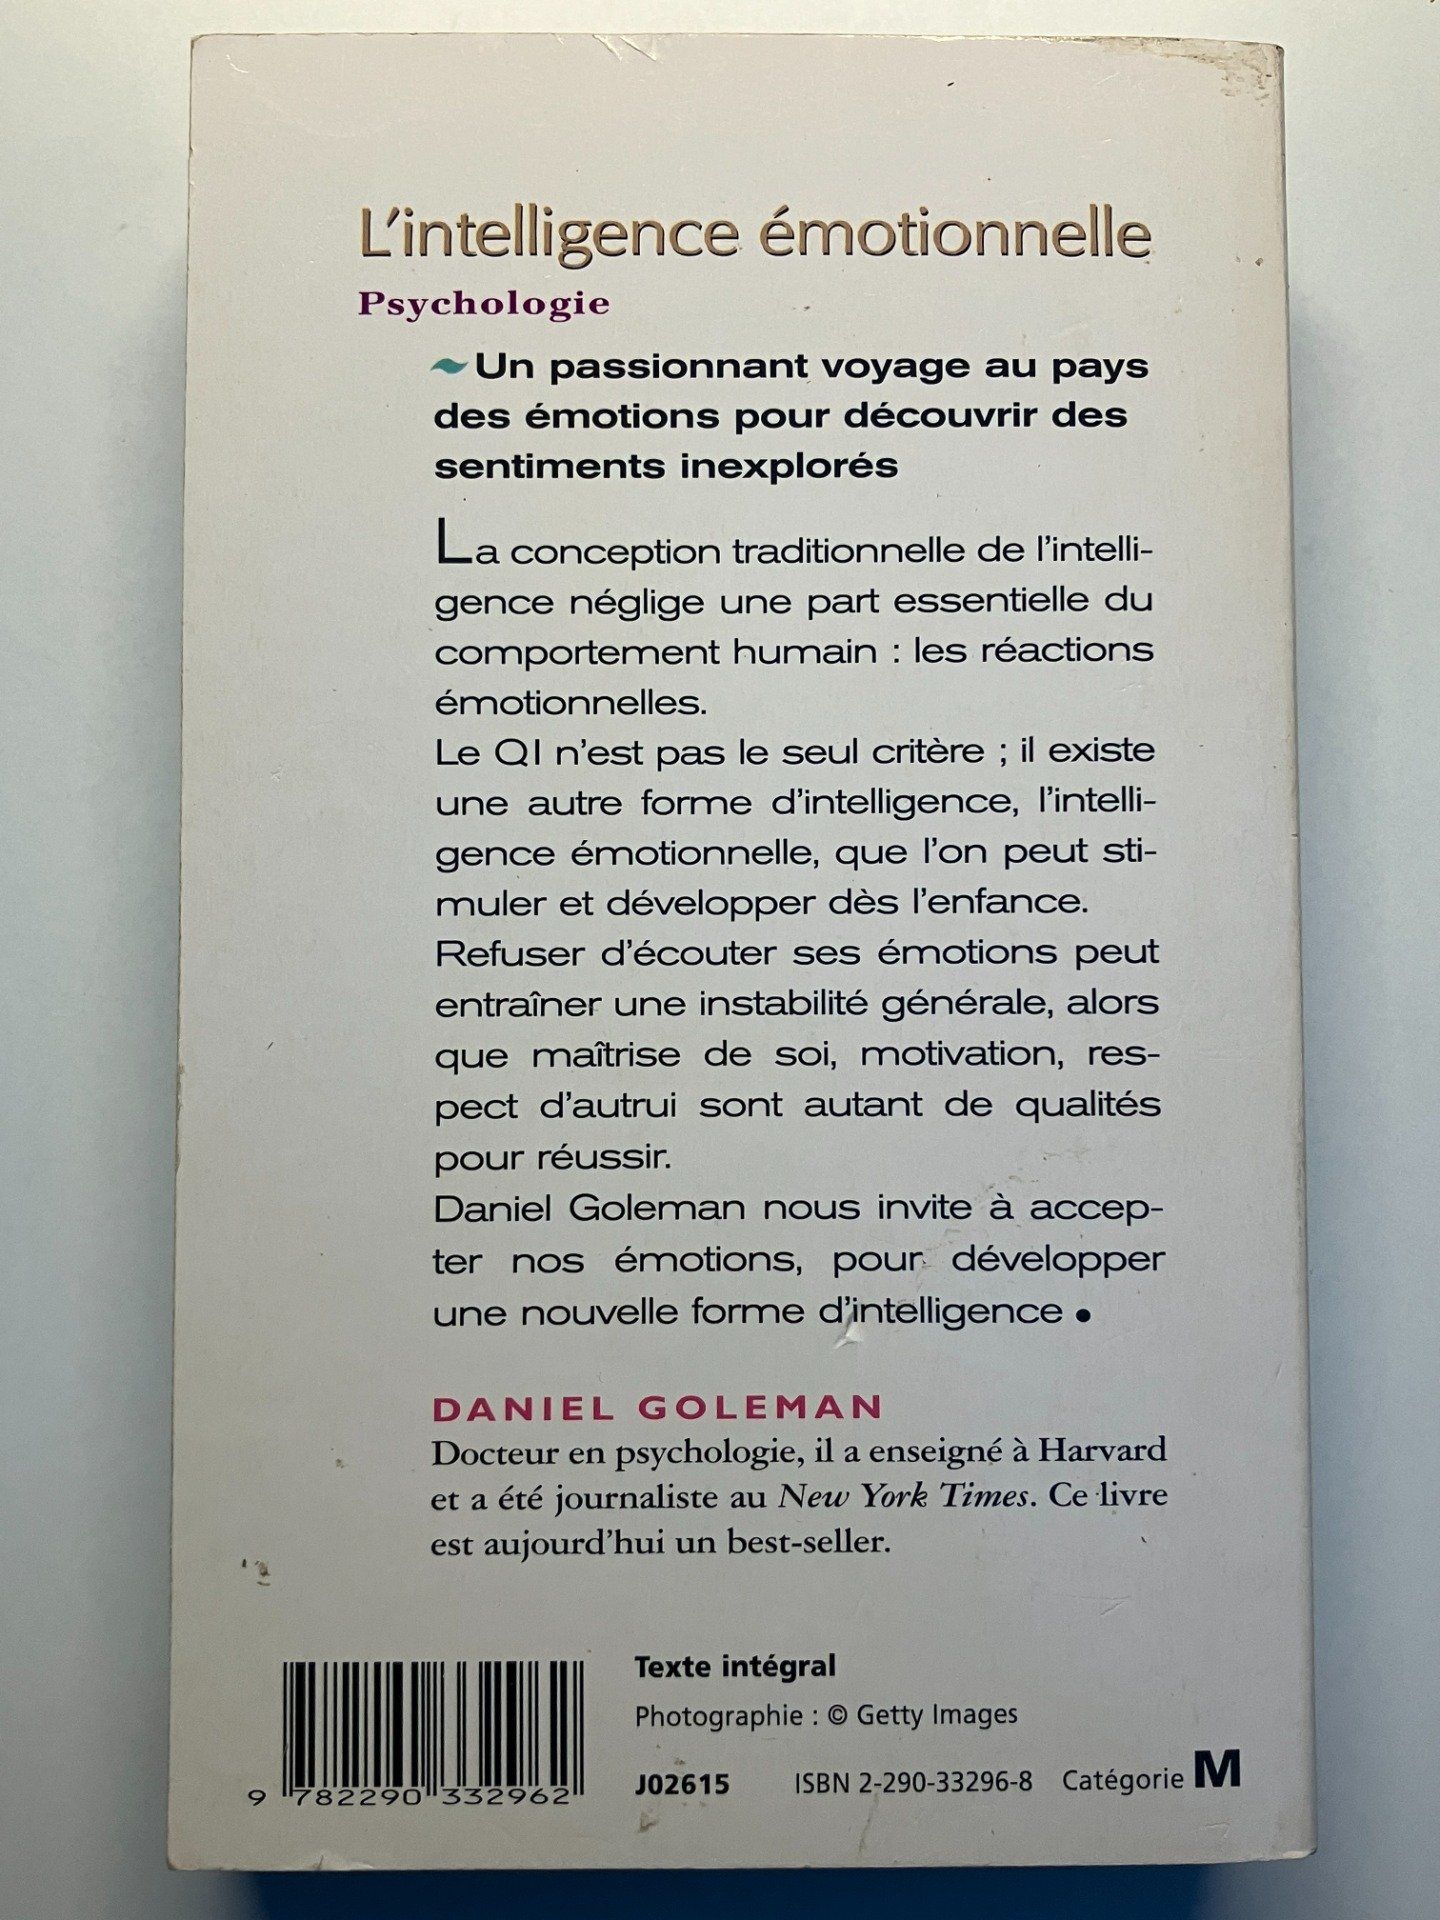 L'intelligence émotionnelle
Psychologie
Un passionnant voyage au pays
des émotions pour découvrir des
sentiments inexplorés
La conception traditionnelle de l'intelli-
gence néglige une part essentielle du
comportement humain : les réactions
émotionnelles.
Le QI n'est pas le seul critère ; il existe
une autre forme d'intelligence, l'intelli-
gence émotionnelle, que l'on peut sti-
muler et développer dès l'enfance.
Refuser d'écouter ses émotions peut
entraîner une instabilité générale, alors
que maîtrise de soi, motivation, res-
pect d'autrui sont autant de qualités
pour réussir.
Daniel Goleman nous invite à accep-
ter nos émotions, pour développer
une nouvelle forme d'intelligence •
DANIEL GOLEMAN
Docteur en psychologie, il a enseigné à Harvard
et a été journaliste au New York Times. Ce livre
est aujourd'hui un best-seller.
Texte intégral
Photographie : © Getty Images
J02615 ISBN 2-290-33296-8 Catégorie M
9 782290 332962